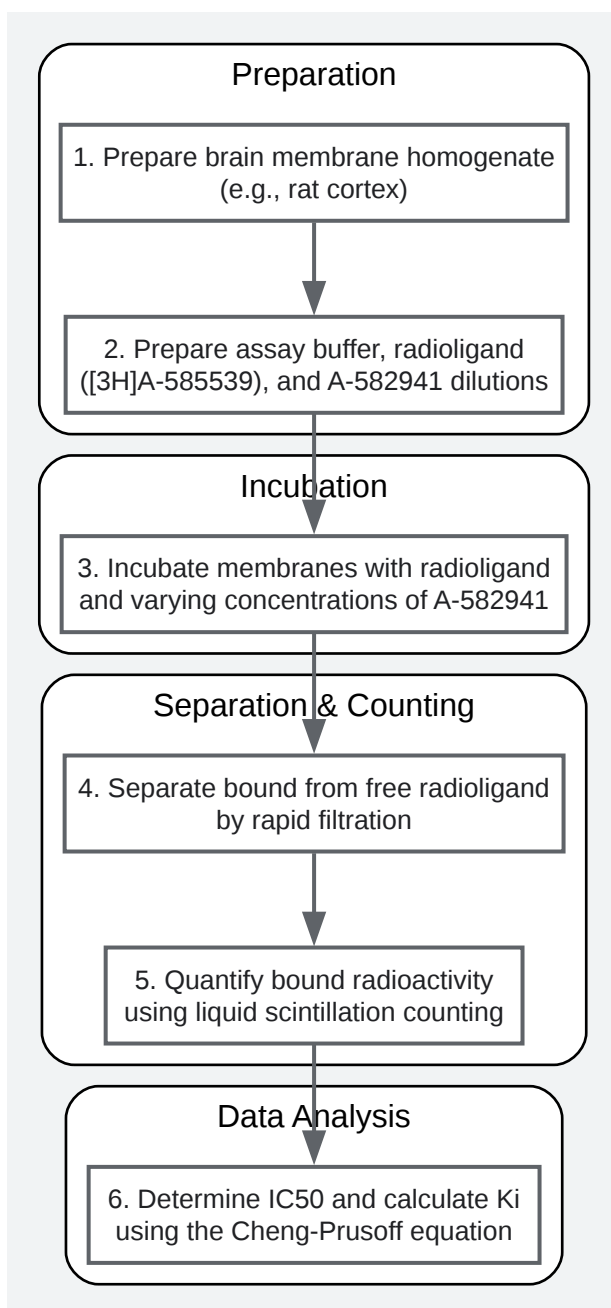 Preparation
1. Prepare brain membrane homogenate
(e.g., rat cortex)
2. Prepare assay buffer, radioligand
([3H]A-585539), and A-582941 dilutions
Incubation
3. Incubate membranes with radioligand
and varying concentrations of A-582941
Separation & Counting
4. Separate bound from free radioligand
by rapid filtration
5. Quantify bound radioactivity
using liquid scintillation counting
Data Analysis
6. Determine IC50 and calculate Ki
using the Cheng-Prusoff equation